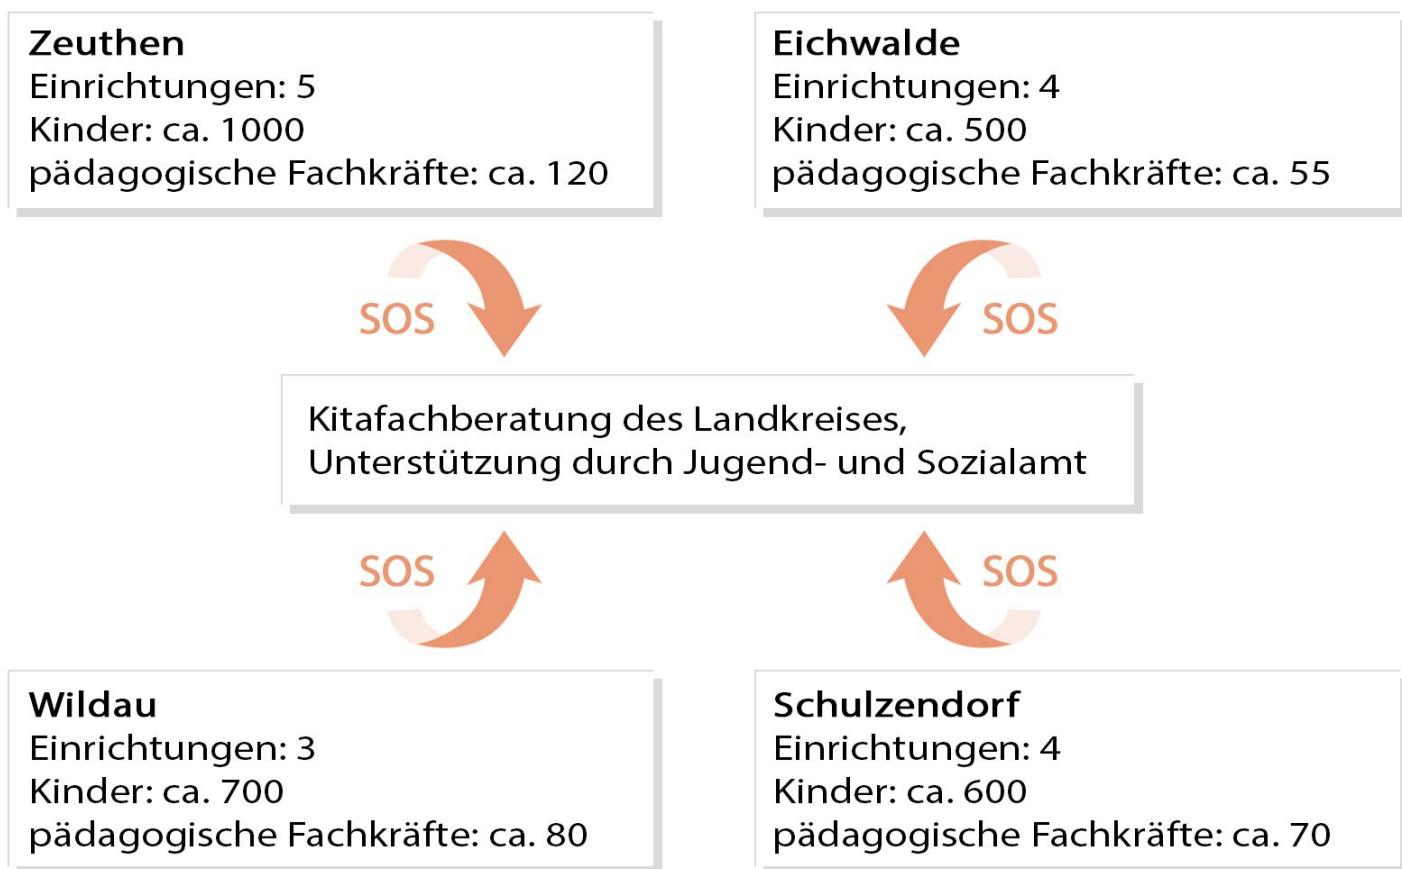 Zeuthen
Einrichtungen: 5
Kinder: ca. 1000
pädagogische Fachkräfte: ca. 120
Eichwalde
Einrichtungen: 4
Kinder: ca. 500
pädagogische Fachkräfte: ca. 55
SOS
SOS
Kitafachberatung des Landkreises,
Unterstützung durch Jugend- und Sozialamt
SOS
SOS
Wildau
Einrichtungen: 3
Kinder: ca. 700
pädagogische Fachkräfte: ca. 80
Schulzendorf
Einrichtungen: 4
Kinder: ca. 600
pädagogische Fachkräfte: ca. 70